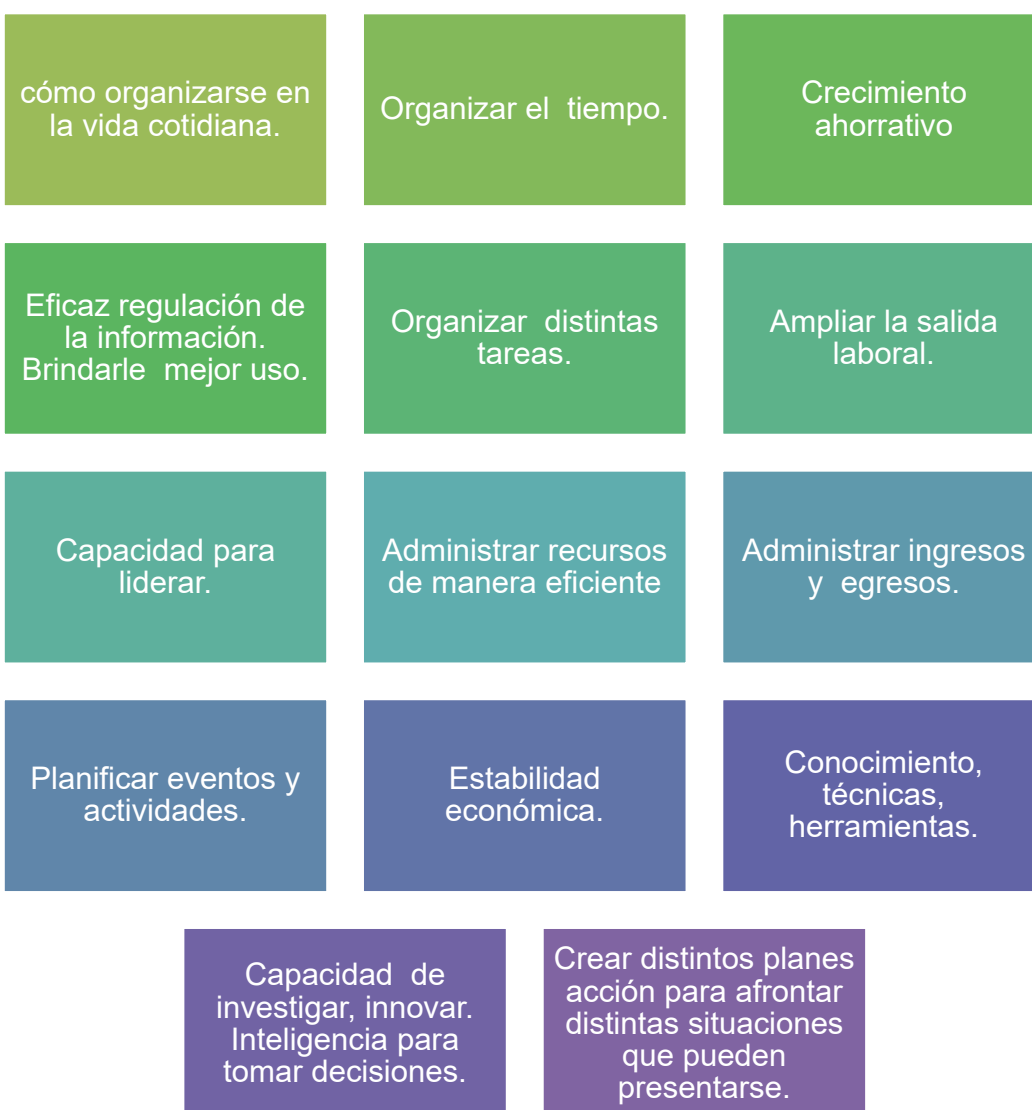 cómo organizarse en
la vida cotidiana.
Organizar el  tiempo.
Crecimiento
ahorrativo
Eficaz regulación de
la información.
Brindarle  mejor uso.
Organizar  distintas
tareas.
Ampliar la salida
laboral.
Capacidad para
liderar.
Administrar recursos
de manera eficiente
Administrar ingresos
y  egresos.
Planificar eventos y
actividades.
Estabilidad
económica.
Conocimiento,
técnicas,
herramientas.
Capacidad  de
investigar, innovar.
Inteligencia para
tomar decisiones.
Crear distintos planes
acción para afrontar
distintas situaciones
que pueden
presentarse.